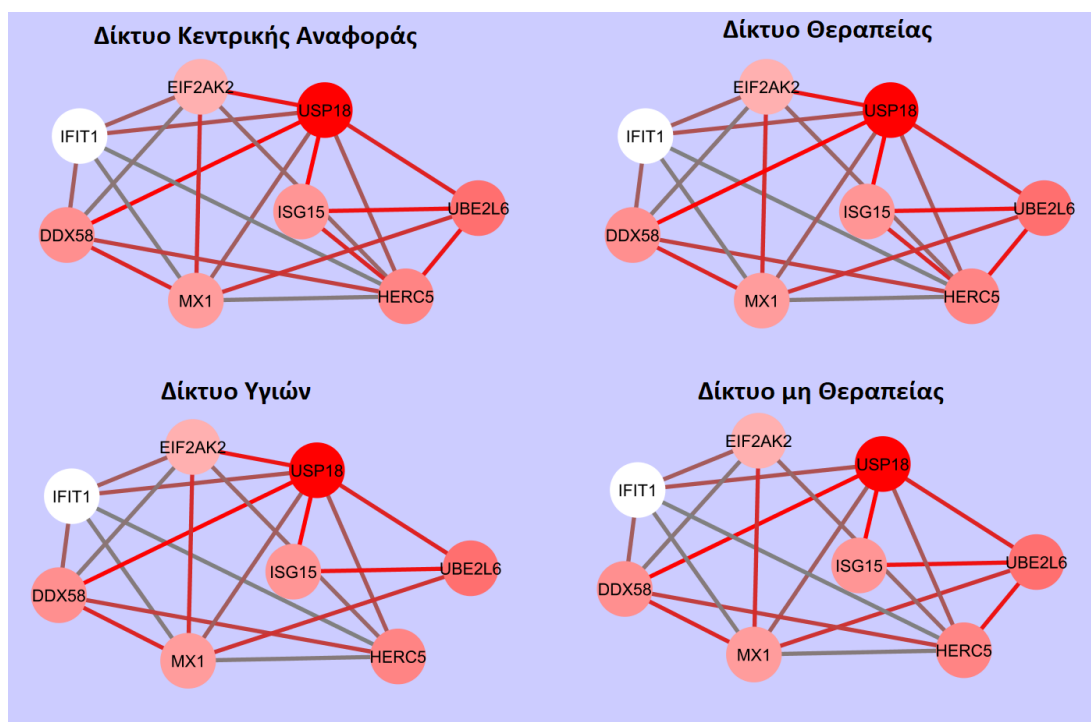 Δίκτυο Κεντρικής Αναφοράς
EIF2AK2
USP18
IFIT1
ISG15
UBE2L6
DDX58
MX1
HERC5
Δίκτυο Θεραπείας
EIF2AK2
USP18
IFIT1
ISG15
UBE2L6
DDX58
MX1
HERC5
Δίκτυο Υγιών
EIF2AK2
USP18
IFIT1
ISG15
UBE2L6
DDX58
MX1
HERC5
Δίκτυο μη Θεραπείας
EIF2AK2
USP18
IFIT1
ISG15
UBE2L6
DDX58
MX1
HERC5